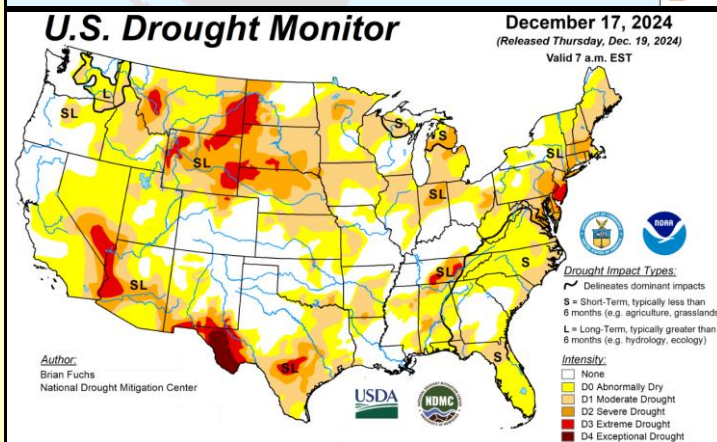 U.S. Drought Monitor
December 17, 2024
(Released Thursday, Dec. 19, 2024)
Valid 7 a.m. EST
L
SL
SL
SL
SL
S
S
SL
SL
SL
S
S
Drought Impact Types:
Delineates dominant impacts
S = Short-Term, typically less than
6 months (e.g. agriculture, grasslands
L = Long-Term, typically greater than
6 months (e.g. hydrology, ecology)
Intensity:
None
D0 Abnormally Dry
D1 Moderate Drought
D2 Severe Drought
D3 Extreme Drought
D4 Exceptional Drought
Author:
Brian Fuchs
National Drought Mitigation Center
USDA
NDMC
NOAA